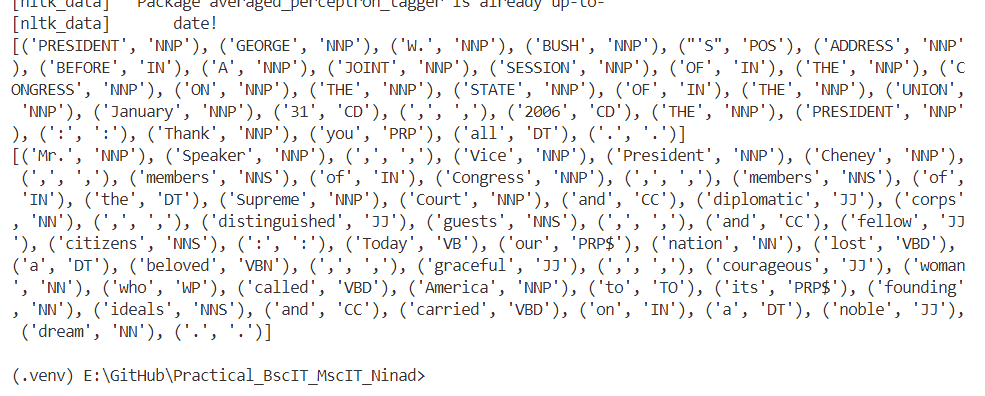 [nltk_data]   Package averaged_perceptron_tagger is already up-to-
[nltk_data]       date!
[('PRESIDENT', 'NNP'), ('GEORGE', 'NNP'), ('W.', 'NNP'), ('BUSH', 'NNP'), ("'S", 'POS'), ('ADDRESS', 'NNP'
), ('BEFORE', 'IN'), ('A', 'NNP'), ('JOINT', 'NNP'), ('SESSION', 'NNP'), ('OF', 'IN'), ('THE', 'NNP'), ('C
ONGRESS', 'NNP'), ('ON', 'NNP'), ('THE', 'NNP'), ('STATE', 'NNP'), ('OF', 'IN'), ('THE', 'NNP'), ('UNION',
 'NNP'), ('January', 'NNP'), ('31', 'CD'), (',', ','), ('2006', 'CD'), ('THE', 'NNP'), ('PRESIDENT', 'NNP'
), (':', ':'), ('Thank', 'NNP'), ('you', 'PRP'), ('all', 'DT'), ('.', '.')]
[('Mr.', 'NNP'), ('Speaker', 'NNP'), (',', ','), ('Vice', 'NNP'), ('President', 'NNP'), ('Cheney', 'NNP'),
 (',', ','), ('members', 'NNS'), ('of', 'IN'), ('Congress', 'NNP'), (',', ','), ('members', 'NNS'), ('of',
 'IN'), ('the', 'DT'), ('Supreme', 'NNP'), ('Court', 'NNP'), ('and', 'CC'), ('diplomatic', 'JJ'), ('corps'
, 'NN'), (',', ','), ('distinguished', 'JJ'), ('guests', 'NNS'), (',', ','), ('and', 'CC'), ('fellow', 'JJ'
), ('citizens', 'NNS'), (':', ':'), ('Today', 'VB'), ('our', 'PRP$'), ('nation', 'NN'), ('lost', 'VBD'),
('a', 'DT'), ('beloved', 'VBN'), (',', ','), ('graceful', 'JJ'), (',', ','), ('courageous', 'JJ'), ('woman
', 'NN'), ('who', 'WP'), ('called', 'VBD'), ('America', 'NNP'), ('to', 'TO'), ('its', 'PRP$'), ('founding'
, 'NN'), ('ideals', 'NNS'), ('and', 'CC'), ('carried', 'VBD'), ('on', 'IN'), ('a', 'DT'), ('noble', 'JJ'),
 ('dream', 'NN'), ('.', '.')]
(.venv) E:\GitHub\Practical_BscIT_MscIT_Ninad>